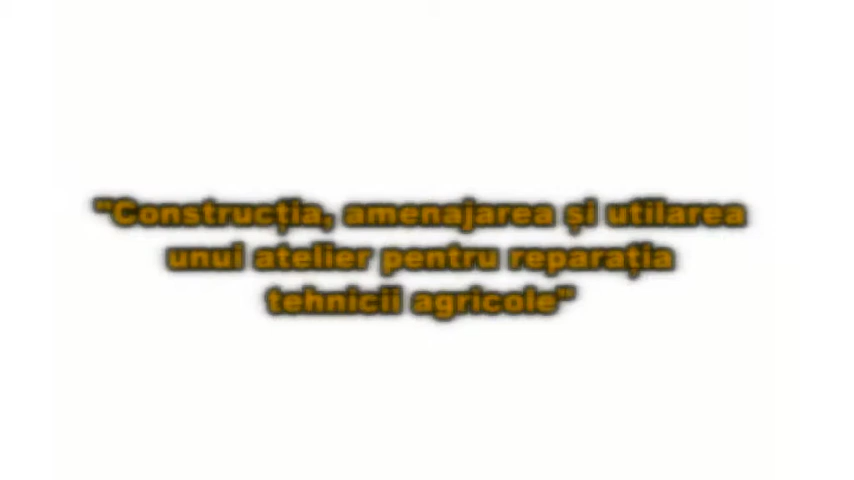 "Construcția, amenajarea și utilarea
unui atelier pentru reparația
tehnicii agricole"